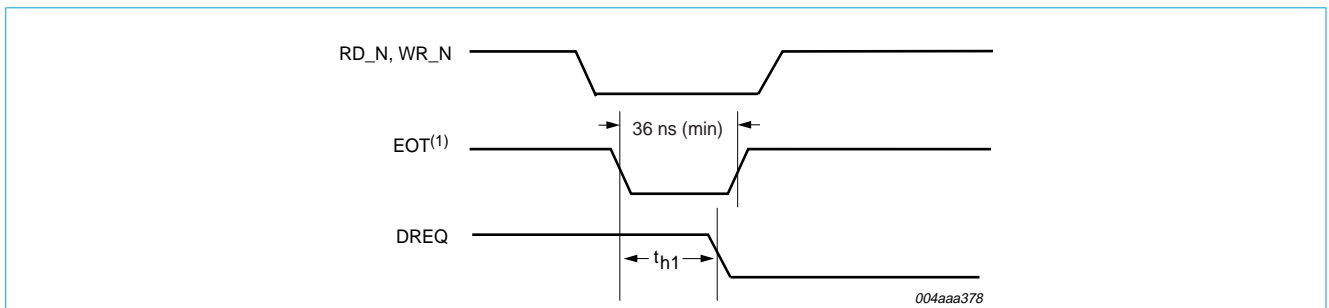 RD_N, WR_N
36 ns (min)
EOT(1)
DREQ
th1
004aaa378